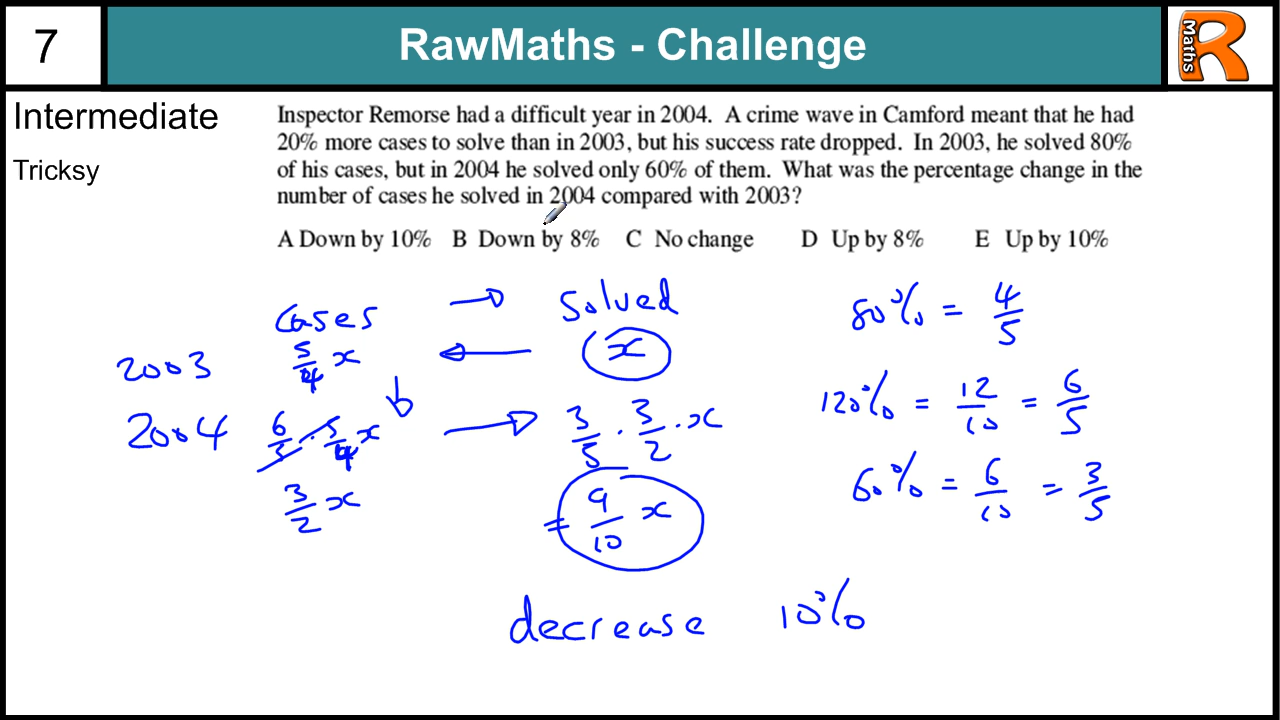 7
RawMaths - Challenge
Maths
R
Intermediate
Tricksy
Inspector Remorse had a difficult year in 2004. A crime wave in Camford meant that he had
20% more cases to solve than in 2003, but his success rate dropped. In 2003, he solved 80%
of his cases, but in 2004 he solved only 60% of them. What was the percentage change in the
number of cases he solved in 2004 compared with 2003?
A Down by 10% B Down by 8% C No change D Up by 8% E Up by 10%
cases → solved
2003 5/4 x ← x
2004 6/5 · 5/4 x → 3/5 · 3/2 · x
3/2 x
= 9/10 x
80% = 4/5
120% = 12/10 = 6/5
60% = 6/10 = 3/5
decrease 10%